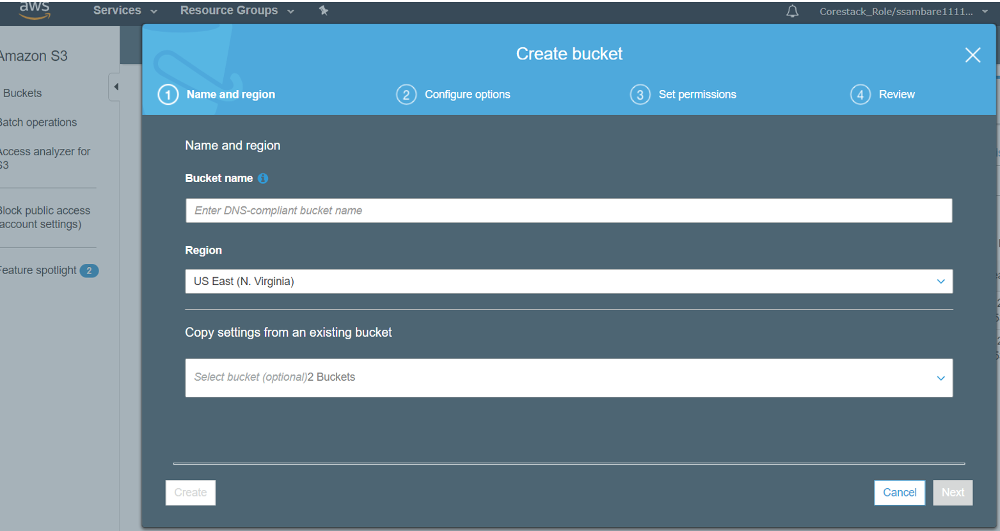 aws
Services
Resource Groups
Corestack_Role/ssambare1111...
Amazon S3
Buckets
Batch operations
Access analyzer for
S3
Block public access
(account settings)
Feature spotlight 2
Create bucket
1 Name and region
2 Configure options
3 Set permissions
4 Review
Name and region
Bucket name i
Enter DNS-compliant bucket name
Region
US East (N. Virginia)
Copy settings from an existing bucket
Select bucket (optional)2 Buckets
Create
Cancel
Next